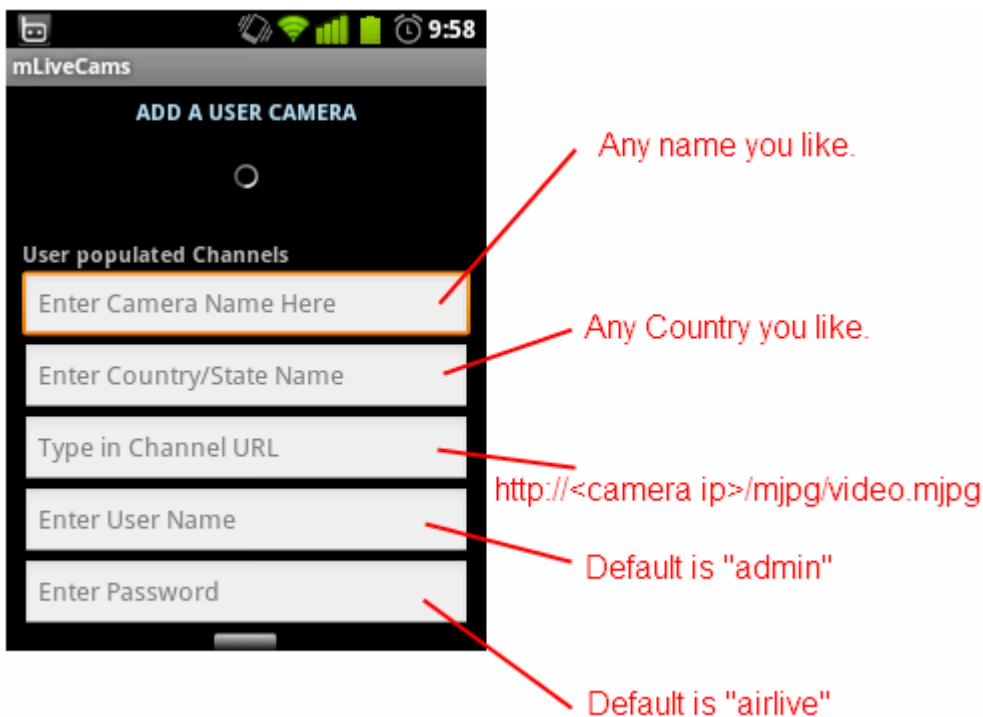 9:58
mLiveCams
ADD A USER CAMERA
Any name you like.
User populated Channels
Enter Camera Name Here
Any Country you like.
Enter Country/State Name
Type in Channel URL
http://<camera ip>/mjpg/video.mjpg
Enter User Name
Default is "admin"
Enter Password
Default is "airlive"